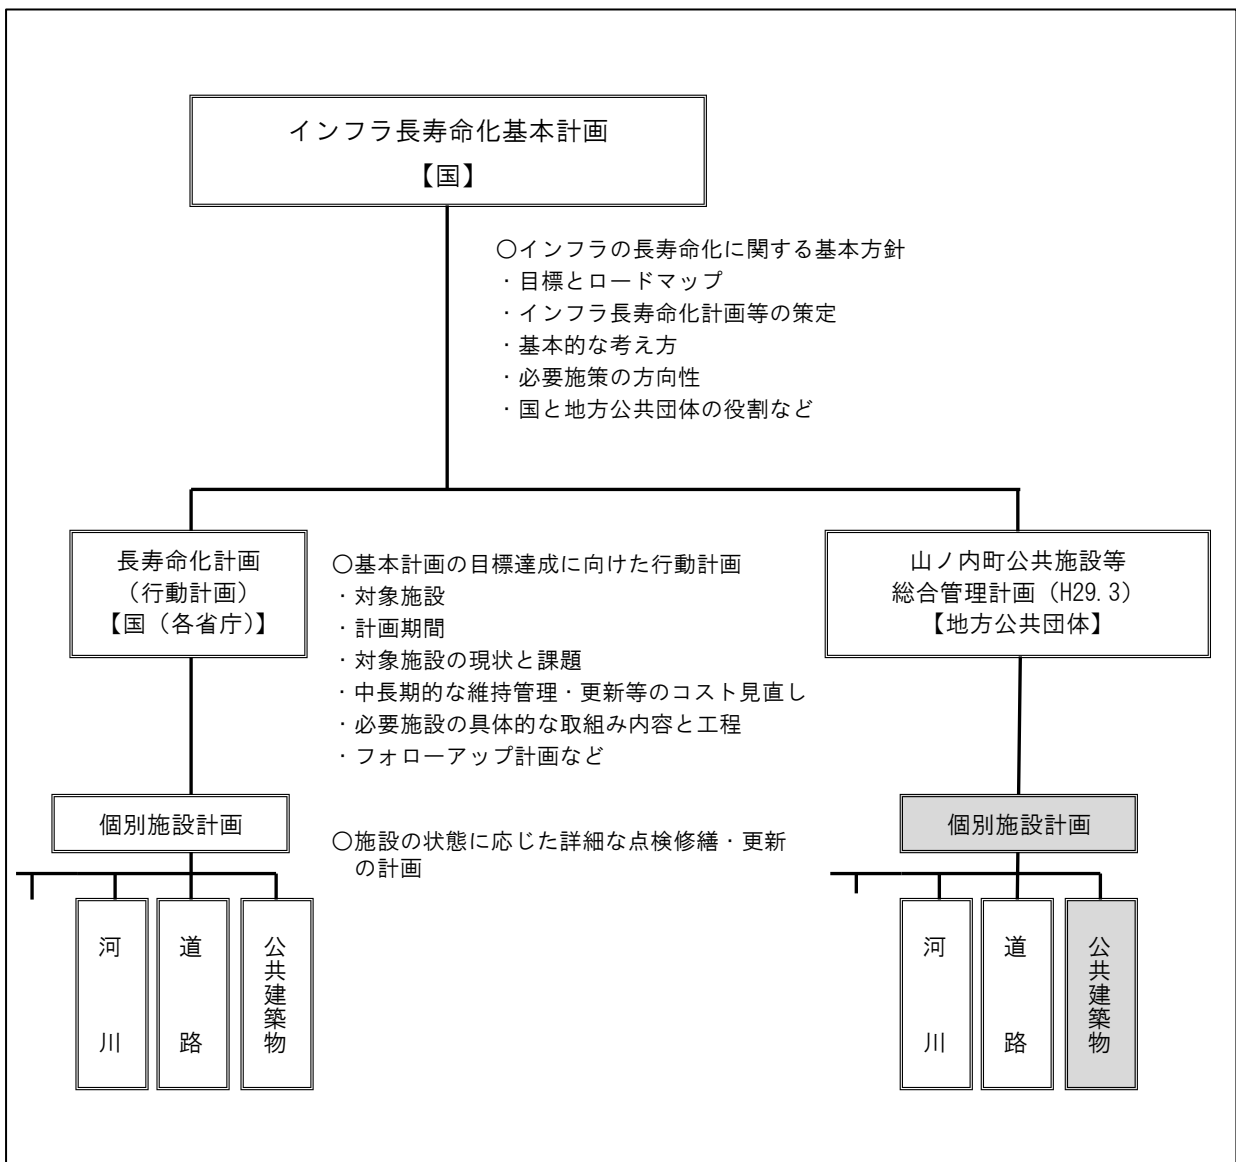 インフラ長寿命化基本計画
【国】
〇インフラの長寿命化に関する基本方針
・目標とロードマップ
・インフラ長寿命化計画等の策定
・基本的な考え方
・必要施策の方向性
・国と地方公共団体の役割など
長寿命化計画
（行動計画）
【国（各省庁）】
〇基本計画の目標達成に向けた行動計画
・対象施設
・計画期間
・対象施設の現状と課題
・中長期的な維持管理・更新等のコスト見直し
・必要施設の具体的な取組み内容と工程
・フォローアップ計画など
山ノ内町公共施設等
総合管理計画（H29.3）
【地方公共団体】
個別施設計画
〇施設の状態に応じた詳細な点検修繕・更新
の計画
個別施設計画
河川
道路
公共建築物
河川
道路
公共建築物